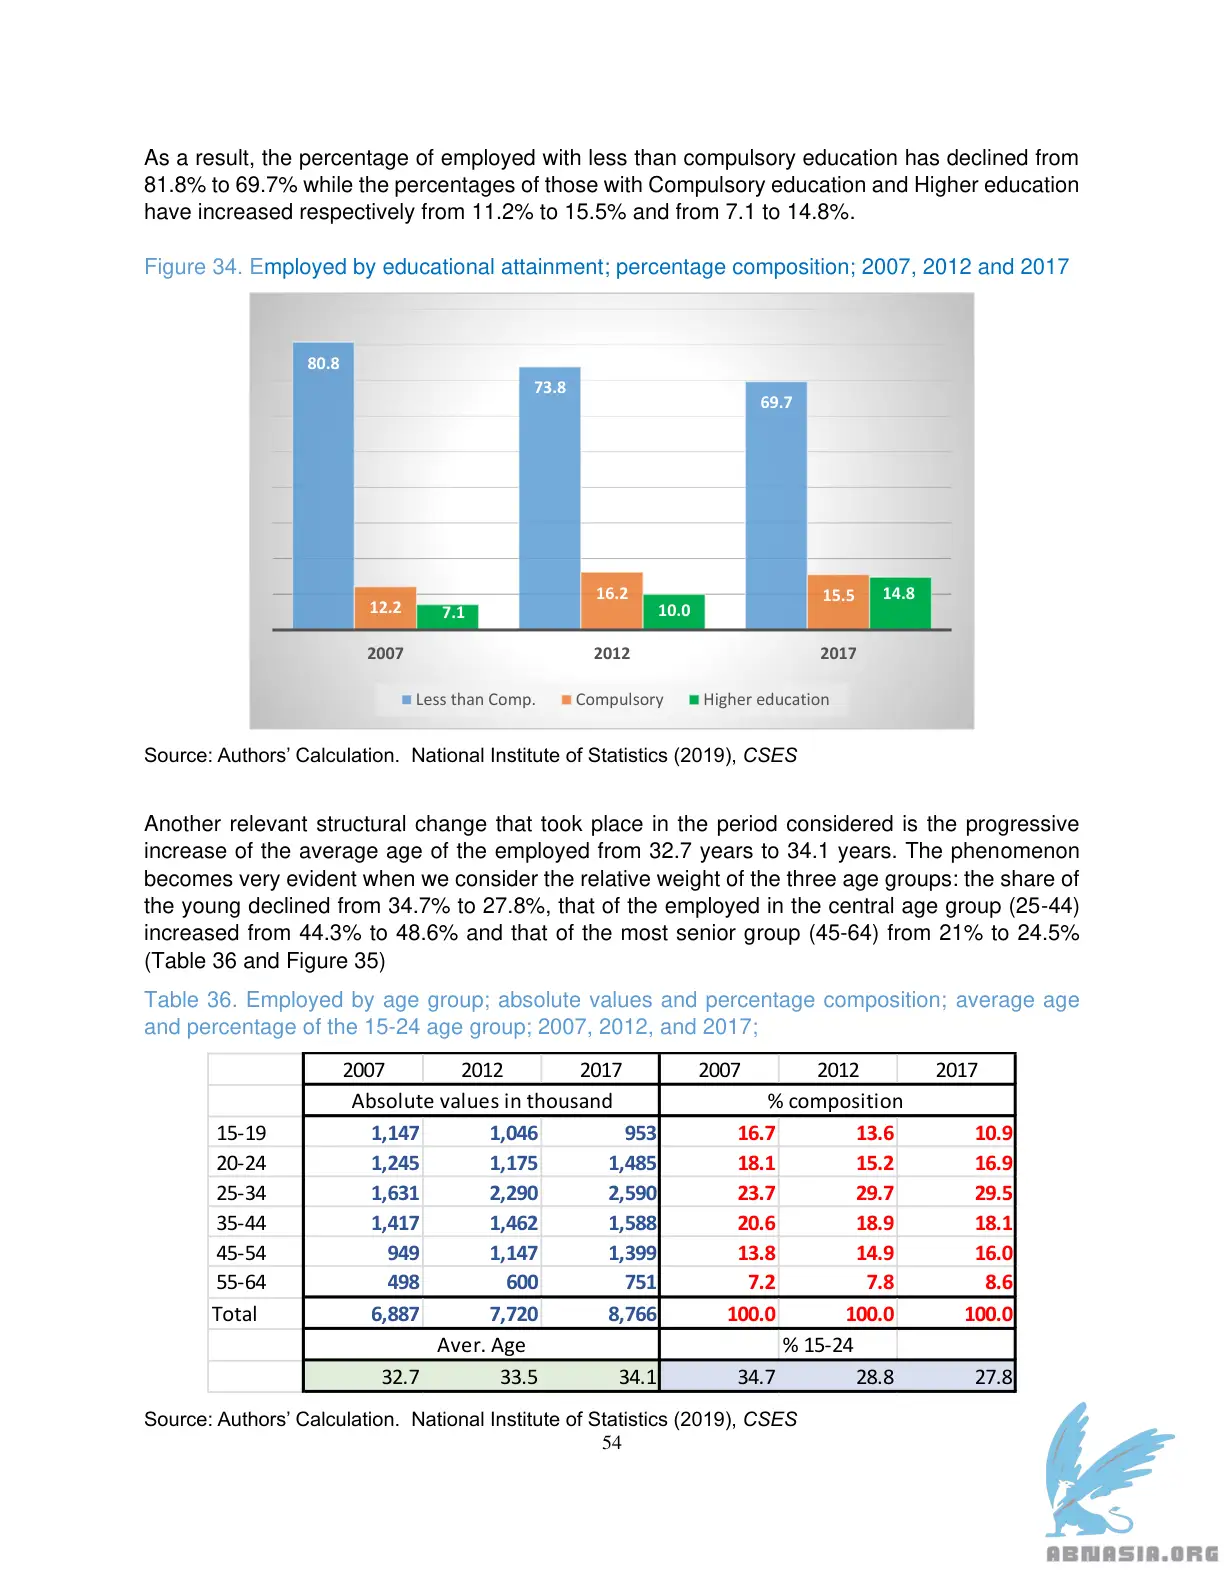 As a result, the percentage of employed with less than compulsory education has declined from
81.8% to 69.7% while the percentages of those with Compulsory education and Higher education
have increased respectively from 11.2% to 15.5% and from 7.1 to 14.8%.
Figure 34. Employed by educational attainment; percentage composition; 2007, 2012 and 2017
80.8
73.8
69.7
12.2 7.1 16.2 10.0 15.5 14.8
2007 2012 2017
Less than Comp. Compulsory Higher education
Source: Authors’ Calculation. National Institute of Statistics (2019), CSES
Another relevant structural change that took place in the period considered is the progressive
increase of the average age of the employed from 32.7 years to 34.1 years. The phenomenon
becomes very evident when we consider the relative weight of the three age groups: the share of
the young declined from 34.7% to 27.8%, that of the employed in the central age group (25-44)
increased from 44.3% to 48.6% and that of the most senior group (45-64) from 21% to 24.5%
(Table 36 and Figure 35)
Table 36. Employed by age group; absolute values and percentage composition; average age
and percentage of the 15-24 age group; 2007, 2012, and 2017;
2007 2012 2017 2007 2012 2017
Absolute values in thousand % composition
15-19 1,147 1,046 953 16.7 13.6 10.9
20-24 1,245 1,175 1,485 18.1 15.2 16.9
25-34 1,631 2,290 2,590 23.7 29.7 29.5
35-44 1,417 1,462 1,588 20.6 18.9 18.1
45-54 949 1,147 1,399 13.8 14.9 16.0
55-64 498 600 751 7.2 7.8 8.6
Total 6,887 7,720 8,766 100.0 100.0 100.0
Aver. Age % 15-24
32.7 33.5 34.1 34.7 28.8 27.8
Source: Authors’ Calculation. National Institute of Statistics (2019), CSES
54
ABNASIA.ORG